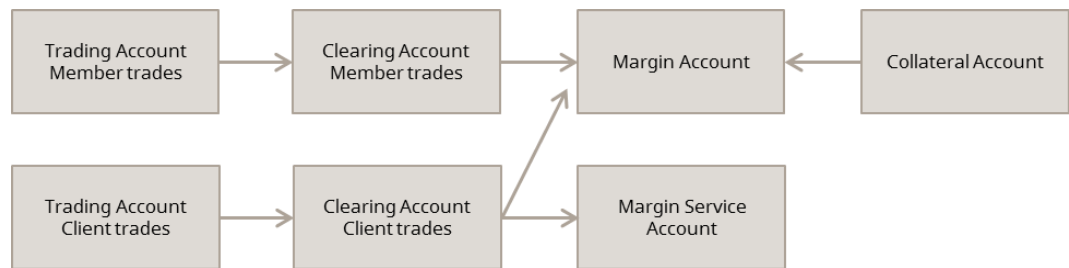 Trading Account
Member trades
Clearing Account
Member trades
Margin Account
Collateral Account
Trading Account
Client trades
Clearing Account
Client trades
Margin Service
Account